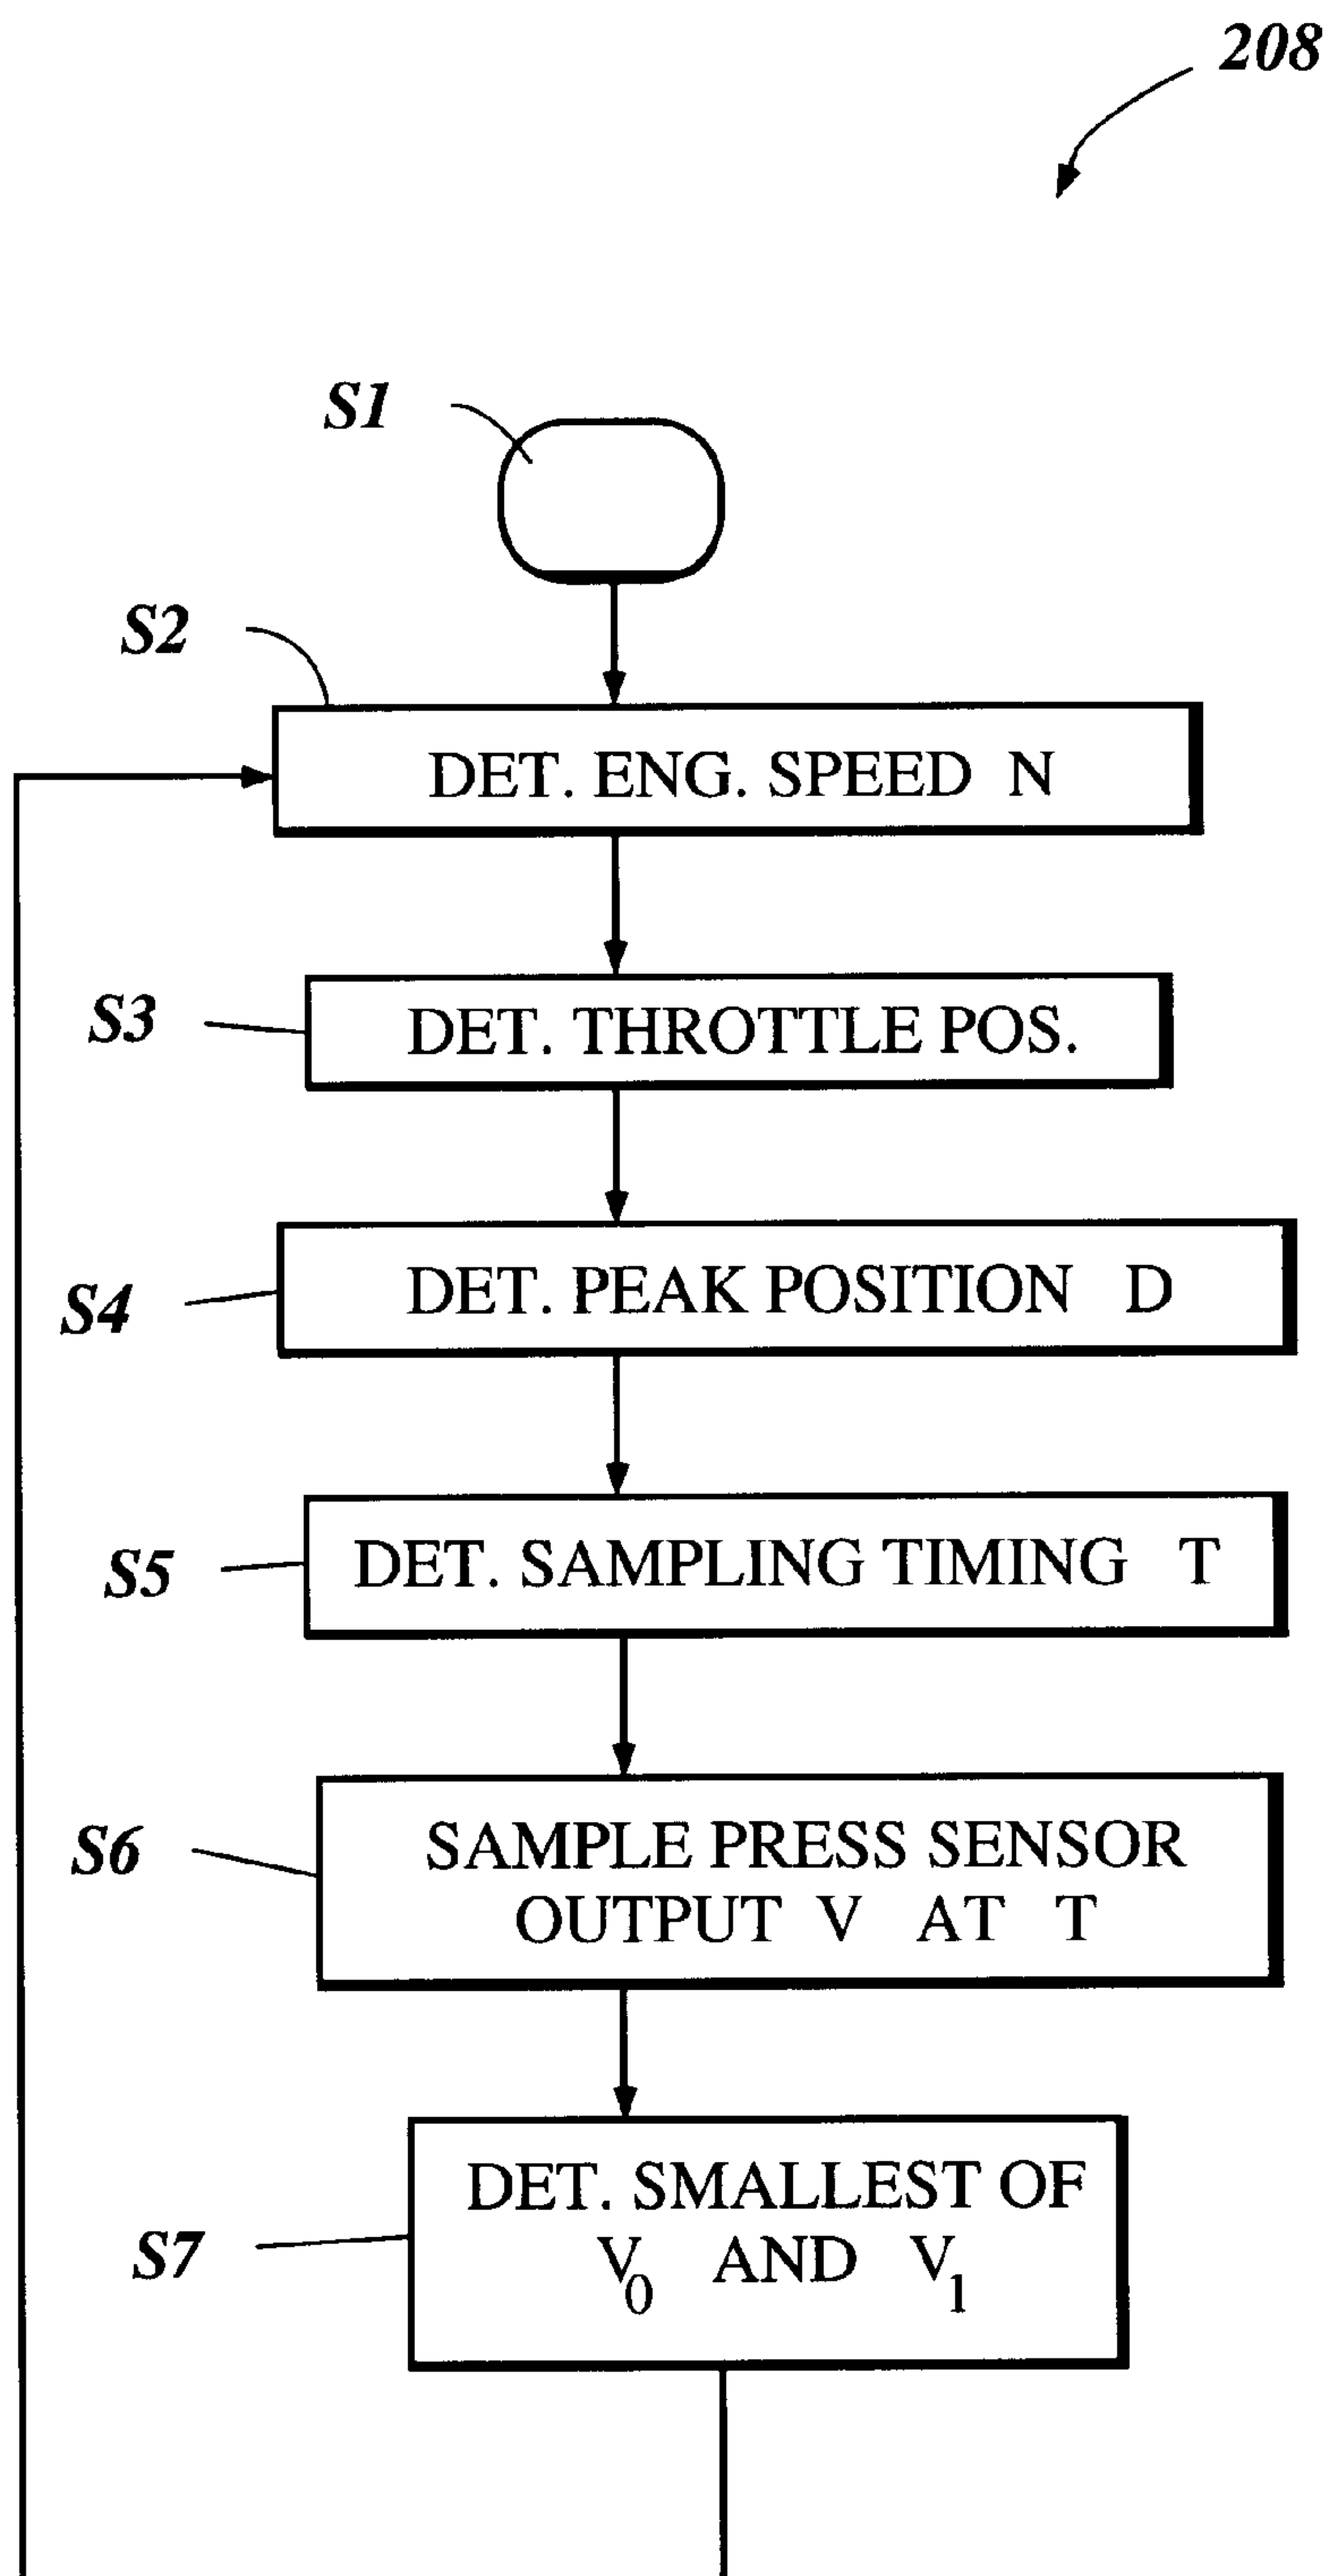 208
S1
S2
DET. ENG. SPEED N
S3
DET. THROTTLE POS.
S4
DET. PEAK POSITION D
S5
DET. SAMPLING TIMING T
S6
SAMPLE PRESS SENSOR
OUTPUT V AT T
S7
DET. SMALLEST OF
V0 AND V1